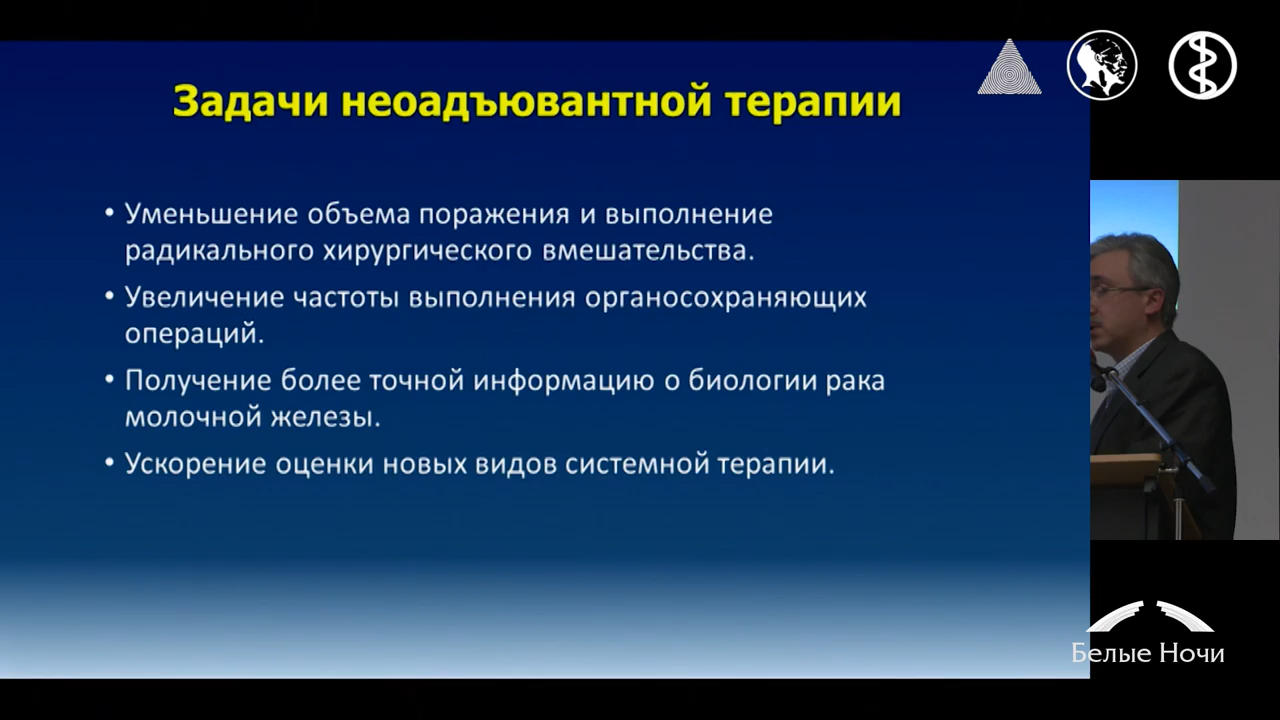 Задачи неоадъювантной терапии
• Уменьшение объема поражения и выполнение
радикального хирургического вмешательства.
• Увеличение частоты выполнения органосохраняющих
операций.
• Получение более точной информацию о биологии рака
молочной железы.
• Ускорение оценки новых видов системной терапии.
Белые Ночи